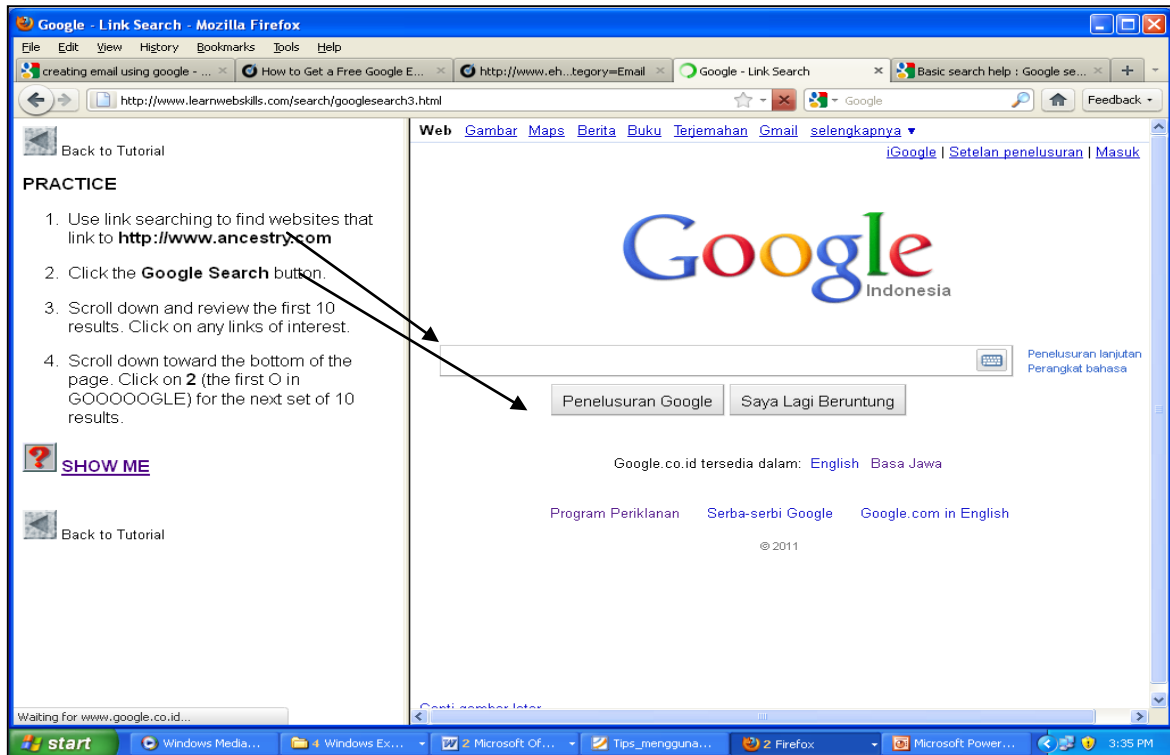 Google - Link Search - Mozilla Firefox
File Edit View History Bookmarks Tools Help
creating email using google - ...
How to Get a Free Google E...
http://www.eh...tegory=Email
Google - Link Search
Basic search help : Google se...
http://www.learnwebskills.com/search/googlesearch3.html
Google
Feedback
Back to Tutorial
PRACTICE
1. Use link searching to find websites that
link to http://www.ancestry.com
2. Click the Google Search button.
3. Scroll down and review the first 10
results. Click on any links of interest.
4. Scroll down toward the bottom of the
page. Click on 2 (the first O in
GOOOOOGLE) for the next set of 10
results.
SHOW ME
Back to Tutorial
Web Gambar Maps Berita Buku Terjemahan Gmail selengkapnya ▼
iGoogle | Setelan penelusuran | Masuk
Google
Indonesia
Penelusuran lanjutan
Perangkat bahasa
Penelusuran Google
Saya Lagi Beruntung
Google.co.id tersedia dalam: English Basa Jawa
Program Periklanan Serba-serbi Google Google.com in English
© 2011
Waiting for www.google.co.id...
start
Windows Media...
4 Windows Ex...
2 Microsoft Of...
Tips_mengguna...
2 Firefox
Microsoft Power...
3:35 PM